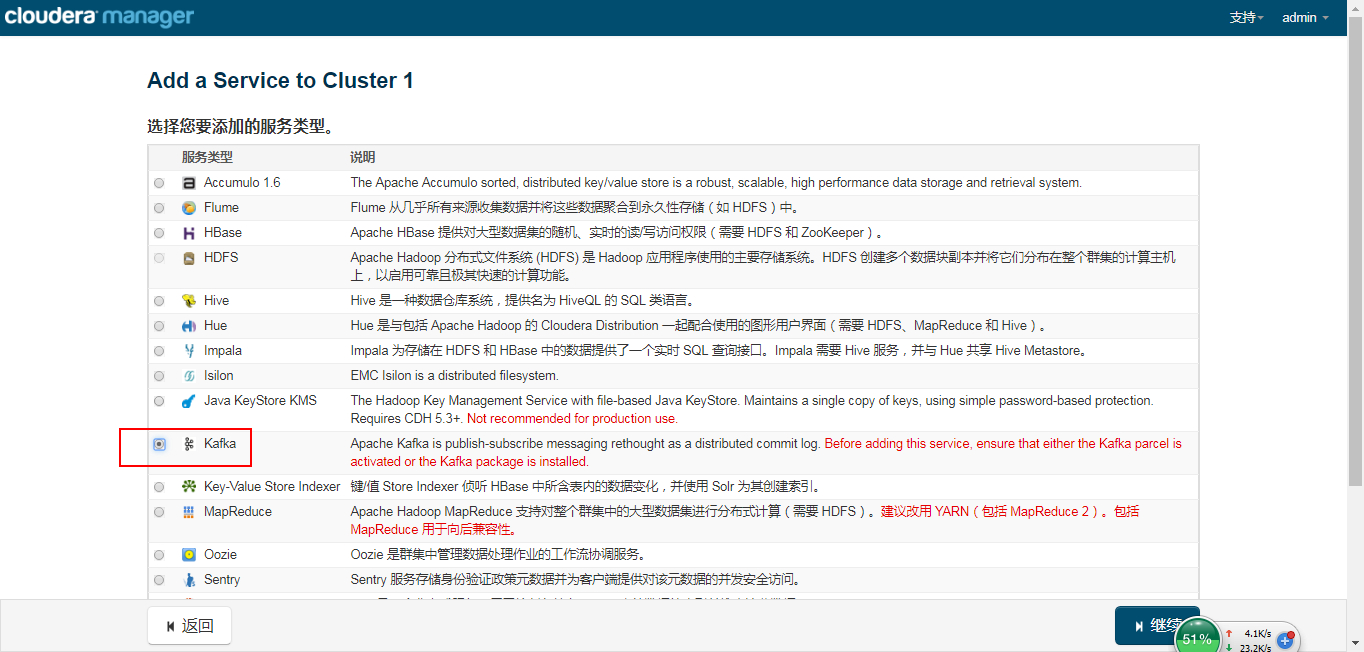 cloudera manager
支持 admin
Add a Service to Cluster 1
选择您要添加的服务类型。
服务类型 说明
Accumulo 1.6 The Apache Accumulo sorted, distributed key/value store is a robust, scalable, high performance data storage and retrieval system.
Flume Flume 从几乎所有来源收集数据并将这些数据聚合到永久性存储（如 HDFS）中。
HBase Apache HBase 提供对大型数据集的随机、实时的读/写访问权限（需要 HDFS 和 ZooKeeper）。
HDFS Apache Hadoop 分布式文件系统 (HDFS) 是 Hadoop 应用程序使用的主要存储系统。HDFS 创建多个数据块副本并将它们分布在整个群集的计算主机
上，以启用可靠且极其快速的计算功能。
Hive Hive 是一种数据仓库系统，提供名为 HiveQL 的 SQL 类语言。
Hue Hue 是与包括 Apache Hadoop 的 Cloudera Distribution 一起配合使用的图形用户界面（需要 HDFS、MapReduce 和 Hive）。
Impala Impala 为存储在 HDFS 和 HBase 中的数据提供了一个实时 SQL 查询接口。Impala 需要 Hive 服务，并与 Hue 共享 Hive Metastore。
Isilon EMC Isilon is a distributed filesystem.
Java KeyStore KMS The Hadoop Key Management Service with file-based Java KeyStore. Maintains a single copy of keys, using simple password-based protection.
Requires CDH 5.3+. Not recommended for production use.
Kafka Apache Kafka is publish-subscribe messaging rethought as a distributed commit log. Before adding this service, ensure that either the Kafka parcel is
activated or the Kafka package is installed.
Key-Value Store Indexer 键/值 Store Indexer 侦听 HBase 中所含表内的数据变化，并使用 Solr 为其创建索引。
MapReduce Apache Hadoop MapReduce 支持对整个群集中的大型数据集进行分布式计算（需要 HDFS）。建议改用 YARN（包括 MapReduce 2）。包括
MapReduce 用于向后兼容性。
Oozie Oozie 是群集中管理数据处理作业的工作流协调服务。
Sentry Sentry 服务存储身份验证政策元数据并为客户端提供对该元数据的并发安全访问。
返回 继续
51% 4.1K/s
23.2K/s